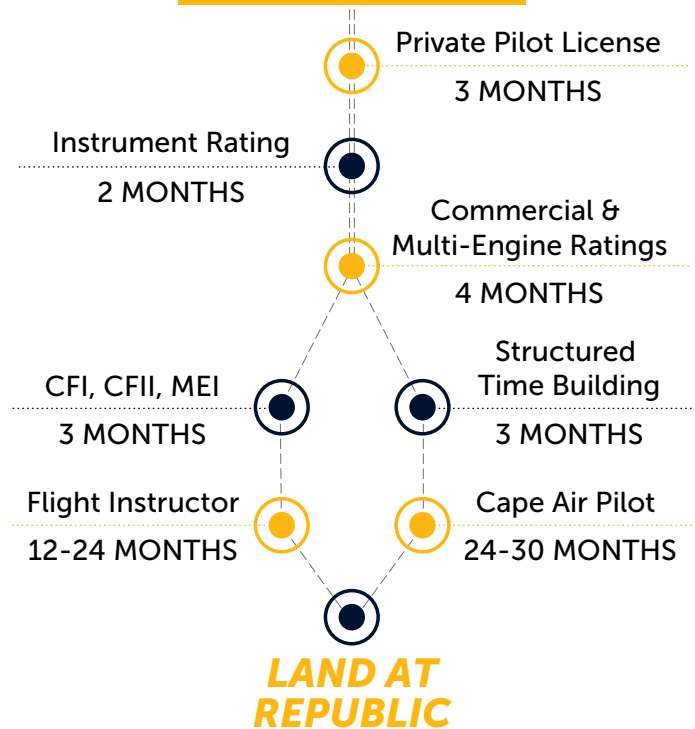 Private Pilot License
3 MONTHS
Instrument Rating
2 MONTHS
Commercial &
Multi-Engine Ratings
4 MONTHS
CFI, CFII, MEI
3 MONTHS
Structured
Time Building
3 MONTHS
Flight Instructor
12-24 MONTHS
Cape Air Pilot
24-30 MONTHS
LAND AT
REPUBLIC